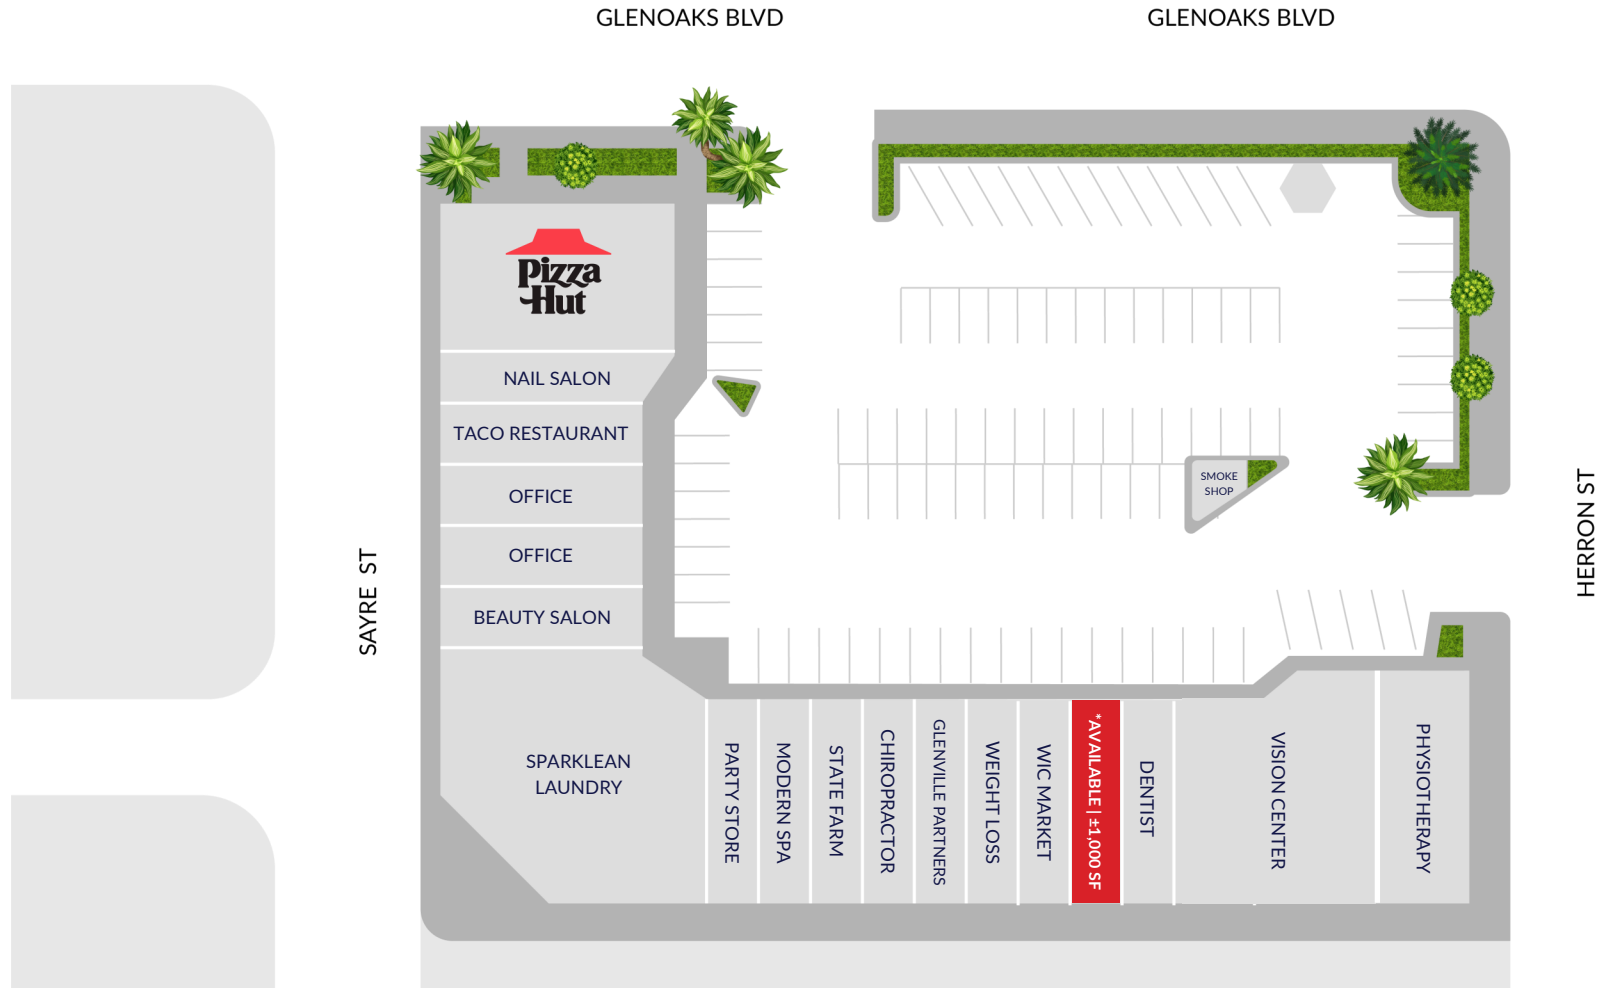 GLENOAKS BLVD
GLENOAKS BLVD
Pizza
Hut
NAIL SALON
TACO RESTAURANT
OFFICE
OFFICE
BEAUTY SALON
SMOKE
SHOP
SAYRE ST
HERRON ST
SPARKLEAN
LAUNDRY
PARTY STORE
MODERN SPA
STATE FARM
CHIROPRACTOR
GLENVILLE PARTNERS
WEIGHT LOSS
WIC MARKET
*AVAILABLE | ±1,000 SF
DENTIST
VISION CENTER
PHYSIOTHERAPY